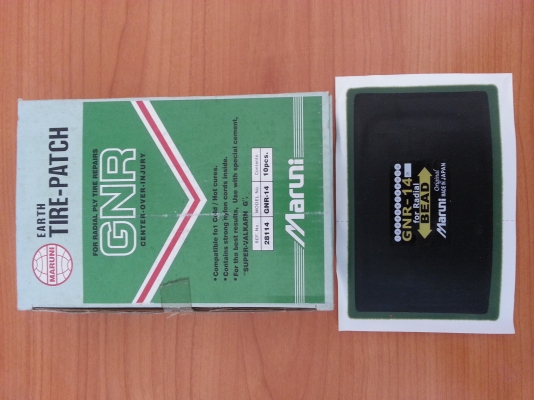 MARUNI
EARTH
TIRE-PATCH
FOR RADIAL PLY TIRE REPAIRS
GNR
CENTER-OVER-INJURY
• Compatible for Cold / Hot cures.
• Contains strong nylon cords inside.
• For the best results, Use with special cement,
"SUPER-VALKARN G".
REF. No. MODEL No. Contents
28114 GNR-14 10pcs.
Maruni
GNR-14
for Radial
BEAD
Original
Maruni MADE IN JAPAN